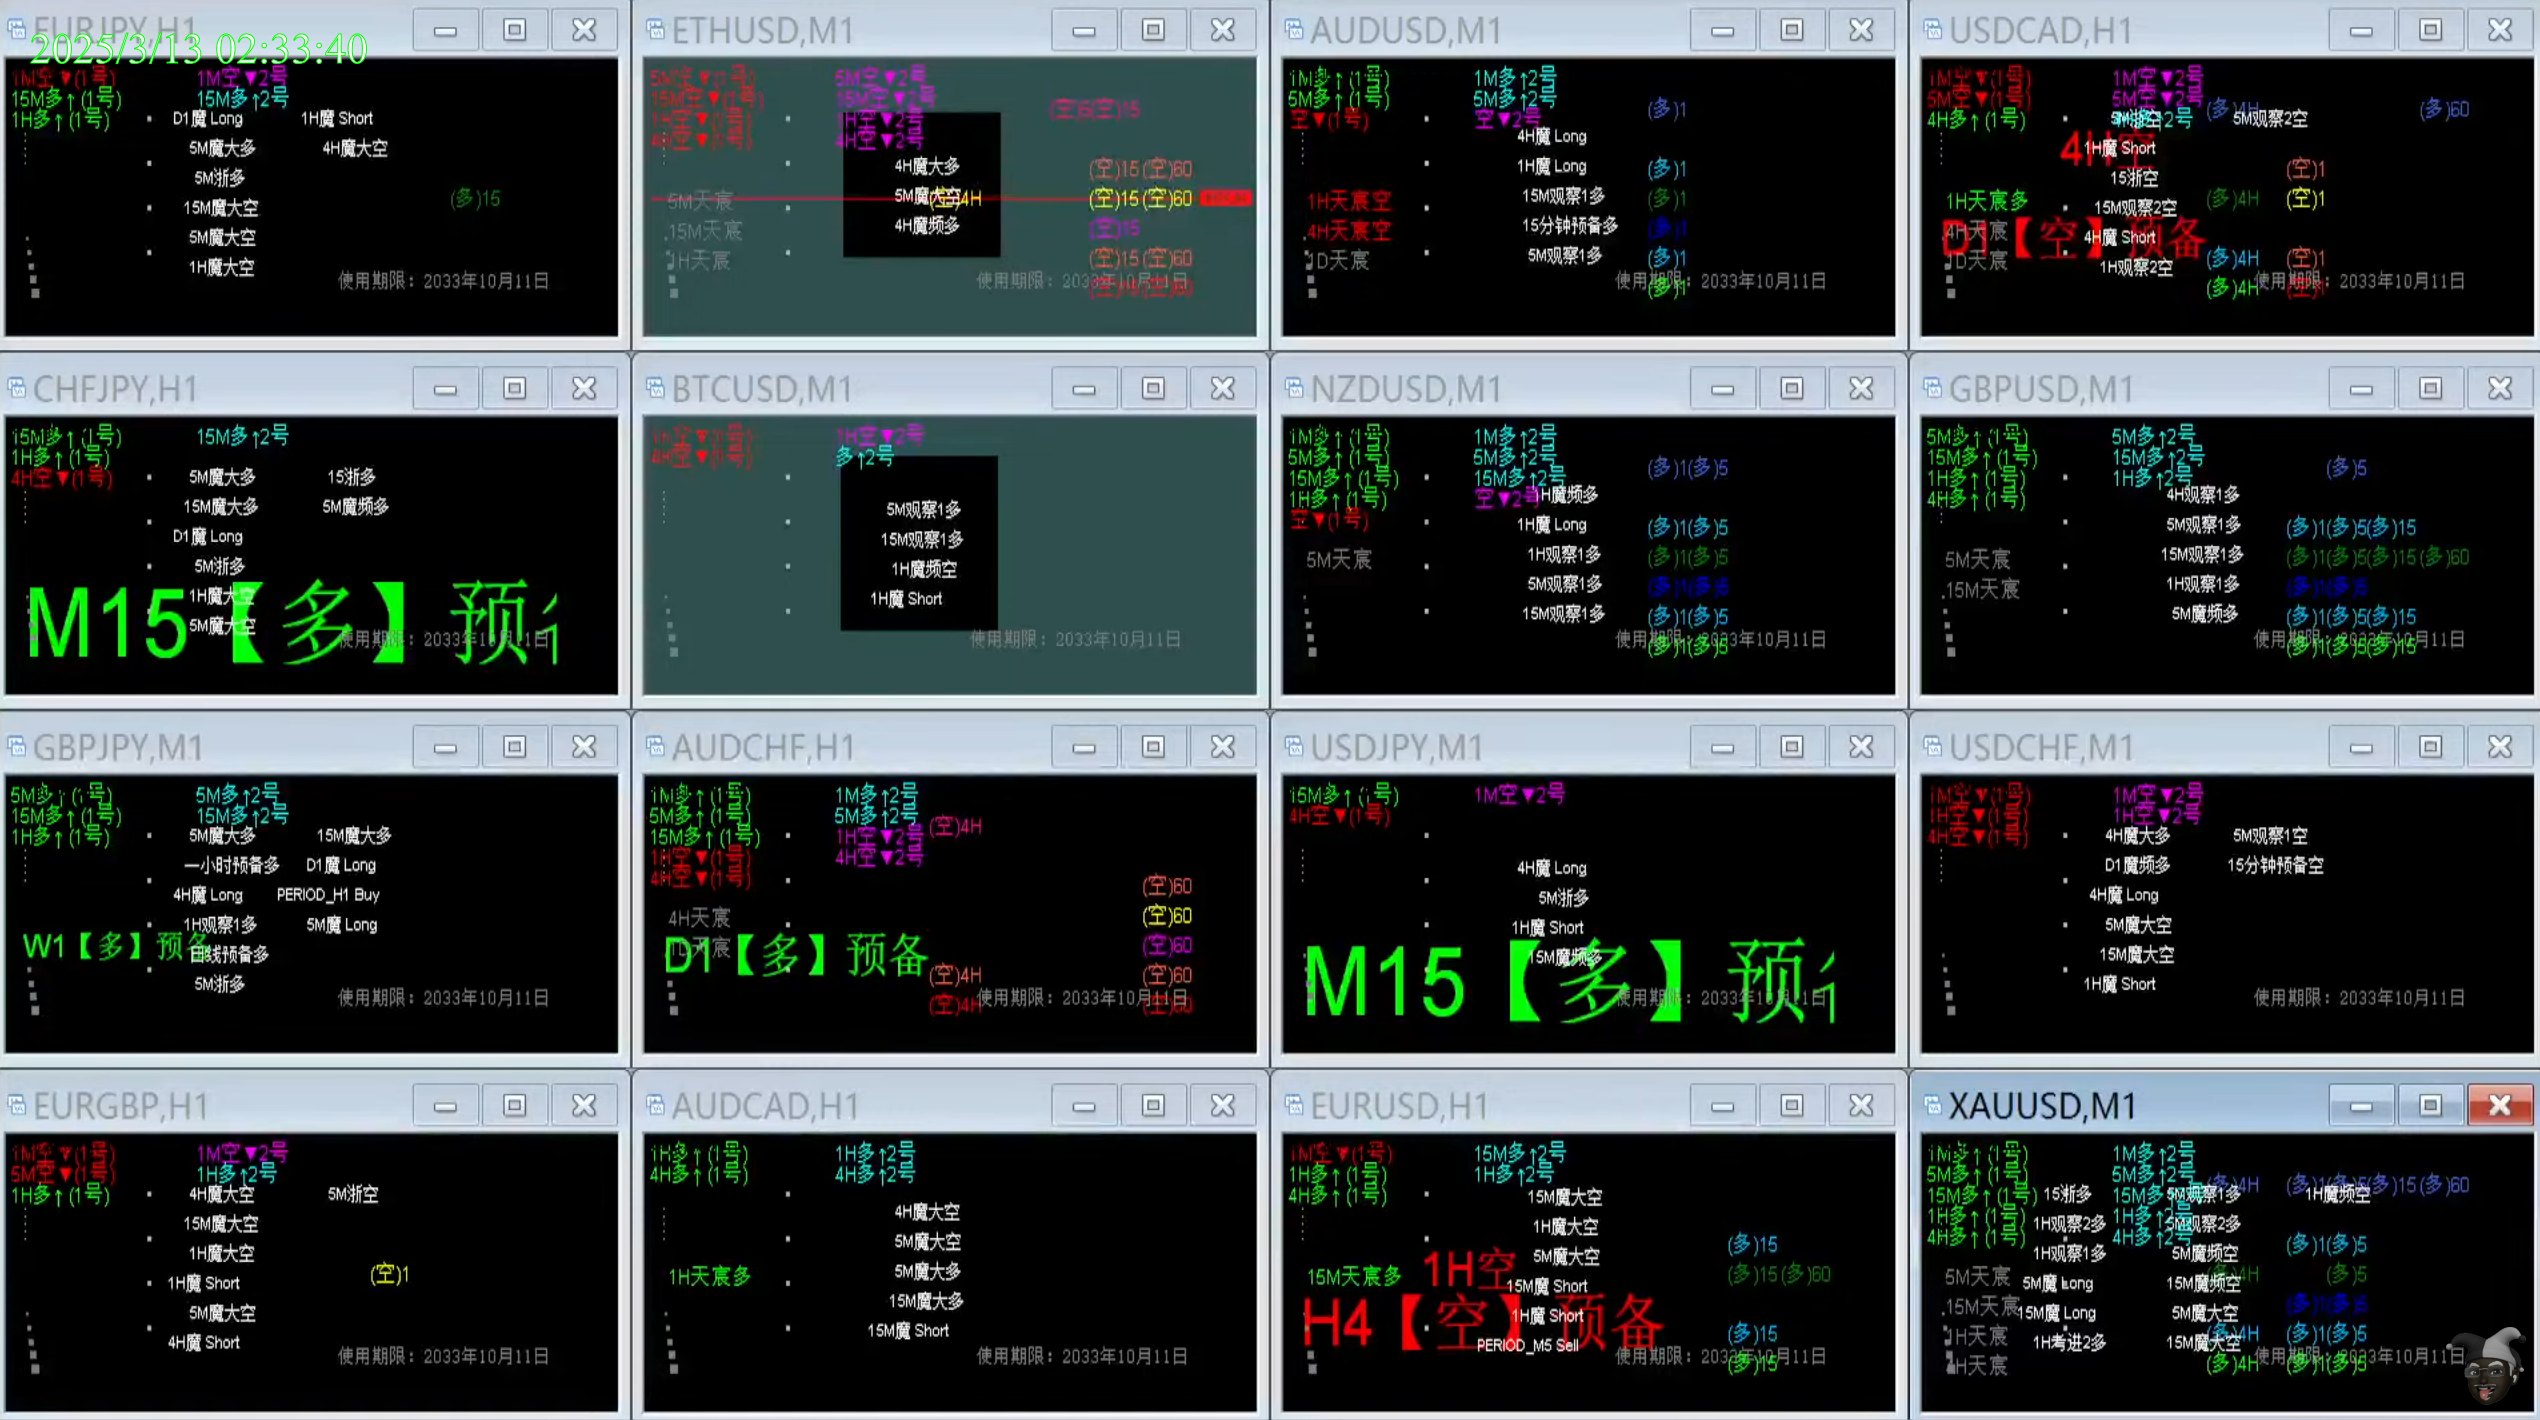 EURJPY,H1
2025/3/13 02:33:40
1M空▼(1号) 1M空▼2号
15M多↑(1号) 15M多↑2号
1H多↑(1号)
D1魔 Long 1H魔 Short
5M魔大多 4H魔大空
5M浙多
(多)15
15M魔大空
5M魔大空
1H魔大空
使用期限：2033年10月11日
ETHUSD,M1
5M空▼(1号) 5M空▼2号
15M空▼(1号) 15M空▼2号
1H空▼(1号) 1H空▼2号
4H空▼(1号) 4H空▼2号
4H魔大多
(空)15(空)60
5M天宸
(空)15(空)60
15M天宸
4H魔频多
(空)15
1H天宸
(空)15(空)60
AUDUSD,M1
1M多↑(1号) 1M多↑2号
5M多↑(1号) 5M多↑2号
(多)1
空▼(1号) 空▼2号
4H魔 Long
1H魔 Long
(多)1
1H天宸空
15M观察1多
(多)1
4H天宸空
15分钟预备多
1D天宸
5M观察1多
(多)1
使用期限：2033年10月11日
USDCAD,H1
1M空▼(1号) 1M空▼2号
5M空▼(1号) 5M空▼2号
4H多↑(1号)
(多)4H
5M观察2空
(多)60
4H空
1H魔 Short
15浙空
(空)1
1H天宸多
15M观察2空
(多)4H
(空)1
D1【空】预备
4H魔 Short
1D天宸
1H观察2空
(多)4H
(空)1
(多)4H
使用期限：2033年10月11日
CHFJPY,H1
15M多↑(1号) 15M多↑2号
1H多↑(1号)
4H空▼(1号)
5M魔大多 15浙多
15M魔大多 5M魔频多
D1魔 Long
5M浙多
1H魔大空
5M魔大空
M15【多】预
使用期限：2033年10月11日
BTCUSD,M1
1H空▼(1号) 1H空▼2号
4H空▼(1号) 多↑2号
5M观察1多
15M观察1多
1H魔频空
1H魔 Short
使用期限：2033年10月11日
NZDUSD,M1
1M多↑(1号) 1M多↑2号
5M多↑(1号) 5M多↑2号
15M多↑(1号) 15M多↑2号
1H多↑(1号) 空▼2号
空▼(1号)
(多)1(多)5
1H魔频多
1H魔 Long
(多)1(多)5
5M天宸
1H观察1多
(多)1(多)5
5M观察1多
(多)1(多)5
15M观察1多
(多)1(多)5
使用期限：2033年10月11日
(多)1(多)5
GBPUSD,M1
5M多↑(1号) 5M多↑2号
15M多↑(1号) 15M多↑2号
1H多↑(1号) 1H多↑2号
4H多↑(1号)
(多)5
4H观察1多
5M观察1多
(多)1(多)5(多)15
5M天宸
15M观察1多
(多)1(多)5(多)15(多)60
15M天宸
1H观察1多
(多)1(多)5
5M魔频多
(多)1(多)5(多)15
使用期限：2033年10月11日
(多)1(多)5(多)15
GBPJPY,M1
5M多↑(1号) 5M多↑2号
15M多↑(1号) 15M多↑2号
1H多↑(1号)
5M魔大多 15M魔大多
一小时预备多 D1魔 Long
4H魔 Long PERIOD_H1 Buy
1H观察1多 5M魔 Long
W1【多】预备
日线预备多
5M浙多
使用期限：2033年10月11日
AUDCHF,H1
1M多↑(1号) 1M多↑2号
5M多↑(1号) 5M多↑2号
15M多↑(1号) 1H空▼2号
1H空▼(1号) 4H空▼2号
4H空▼(1号)
(空)4H
(空)60
4H天宸
(空)60
D1【多】预备
(空)60
(空)4H
(空)60
(空)4H
(空)60
使用期限：2033年10月11日
USDJPY,M1
15M多↑(1号) 1M空▼2号
4H空▼(1号)
4H魔 Long
5M浙多
1H魔 Short
15M魔频多
M15【多】预
使用期限：2033年10月11日
USDCHF,M1
1M空▼(1号) 1M空▼2号
1H空▼(1号) 1H空▼2号
4H空▼(1号)
4H魔大多 5M观察1空
D1魔频多 15分钟预备空
4H魔 Long
5M魔大空
15M魔大空
1H魔 Short
使用期限：2033年10月11日
EURGBP,H1
1M空▼(1号) 1M空▼2号
5M空▼(1号) 1H多↑2号
1H多↑(1号)
4H魔大空 5M浙空
15M魔大空
1H魔大空
(空)1
1H魔 Short
5M魔大空
4H魔 Short
使用期限：2033年10月11日
AUDCAD,H1
1H多↑(1号) 1H多↑2号
4H多↑(1号) 4H多↑2号
4H魔大空
5M魔大空
1H天宸多
5M魔大多
15M魔大多
15M魔 Short
使用期限：2033年10月11日
EURUSD,H1
1M空▼(1号) 15M多↑2号
1H多↑(1号) 1H多↑2号
4H多↑(1号)
15M魔大空
1H魔大空
(多)15
1H空
5M魔大空
15M天宸多
(多)15(多)60
15M魔 Short
H4【空】预备
1H魔 Short
(多)15
PERIOD_M5 Sell
使用期限：2033年10月11日
(多)15
XAUUSD,M1
1M多↑(1号) 1M多↑2号
5M多↑(1号) 5M多↑2号
15M多↑(1号) 15M多↑2号
1H多↑(1号) 1H多↑2号
4H多↑(1号) 4H多↑2号
15浙多 5M观察1多 1H魔频空
1H观察2多 5M观察2多
(多)1(多)5
1H观察1多 5M魔频空
5M天宸
5M魔 Long 15M魔频空
(多)5
15M天宸
15M魔 Long 5M魔大空
(多)1(多)5
1H天宸
1H考进2多 15M魔大空
(多)1(多)5
4H天宸
(多)4H
(多)1(多)5
使用期限：2033年10月11日